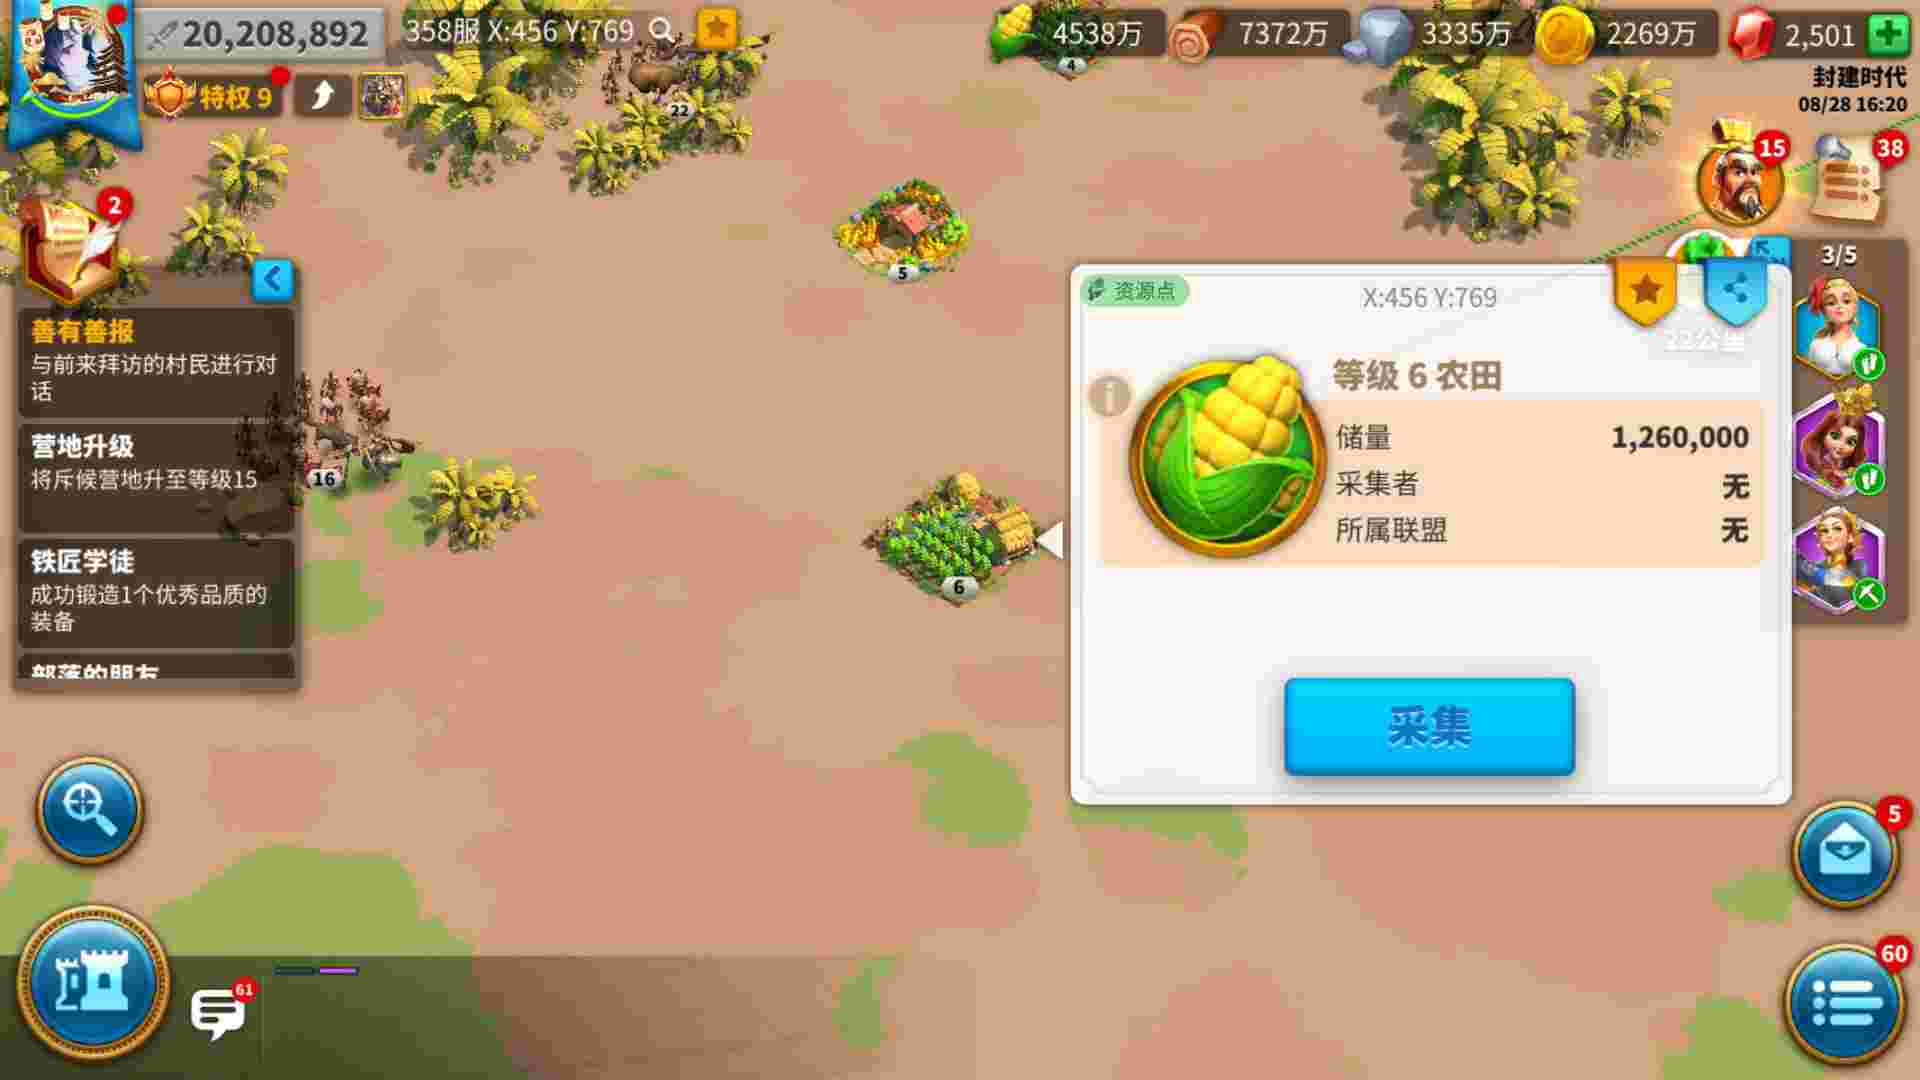 20,208,892
358服 X:456 Y:769
4538万
7372万
3335万
2269万
2,501
特权 9
封建时代
08/28 16:20
4
22
15
38
2
5
资源点
X:456 Y:769
22公里
3/5
善有善报
与前来拜访的村民进行对
话
等级 6 农田
储量
1,260,000
采集者
无
所属联盟
无
营地升级
将斥候营地升至等级15
16
铁匠学徒
成功锻造1个优秀品质的
装备
6
部落的朋友
采集
5
60
61